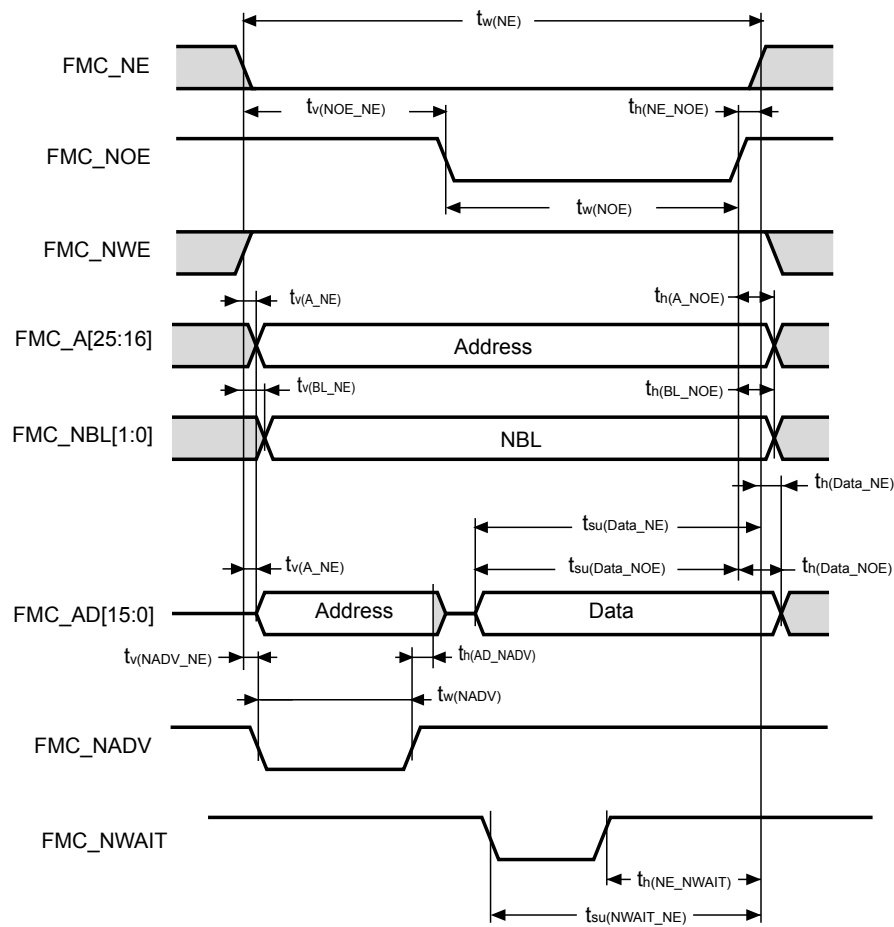 tw(NE)
FMC_NE
tv(NOE_NE)
th(NE_NOE)
FMC_NOE
tw(NOE)
FMC_NWE
tv(A_NE)
th(A_NOE)
FMC_A[25:16]
Address
tv(BL_NE)
th(BL_NOE)
FMC_NBL[1:0]
NBL
th(Data_NE)
tsu(Data_NE)
tv(A_NE)
tsu(Data_NOE)
th(Data_NOE)
FMC_AD[15:0]
Address
Data
tv(NADV_NE)
th(AD_NADV)
tw(NADV)
FMC_NADV
FMC_NWAIT
th(NE_NWAIT)
tsu(NWAIT_NE)